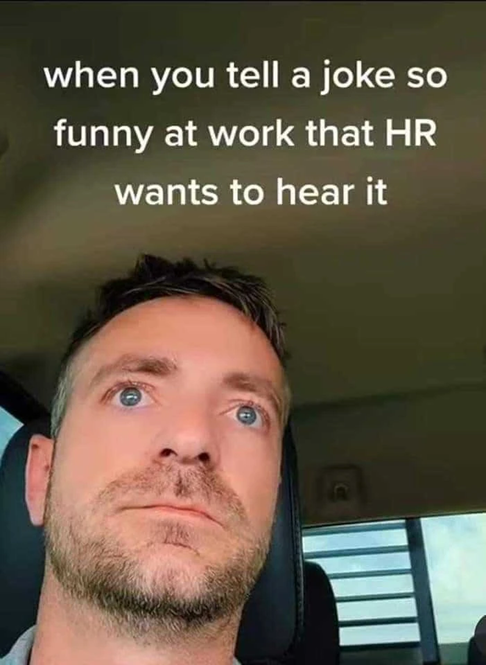 when you tell a joke so
funny at work that HR
wants to hear it